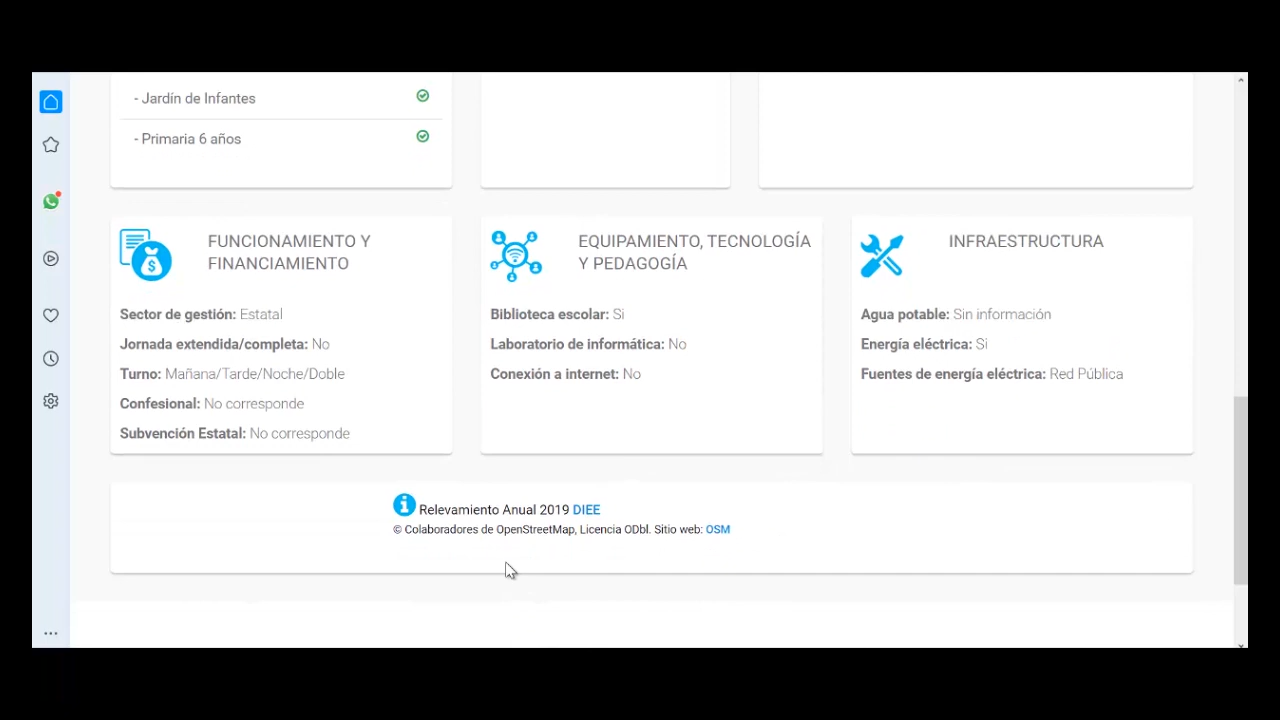 - Jardín de Infantes
- Primaria 6 años
FUNCIONAMIENTO Y
FINANCIAMIENTO
Sector de gestión: Estatal
Jornada extendida/completa: No
Turno: Mañana/Tarde/Noche/Doble
Confesional: No corresponde
Subvención Estatal: No corresponde
EQUIPAMIENTO, TECNOLOGÍA
Y PEDAGOGÍA
Biblioteca escolar: Si
Laboratorio de informática: No
Conexión a internet: No
INFRAESTRUCTURA
Agua potable: Sin información
Energía eléctrica: Si
Fuentes de energía eléctrica: Red Pública
Relevamiento Anual 2019 DIEE
© Colaboradores de OpenStreetMap, Licencia ODbl. Sitio web: OSM